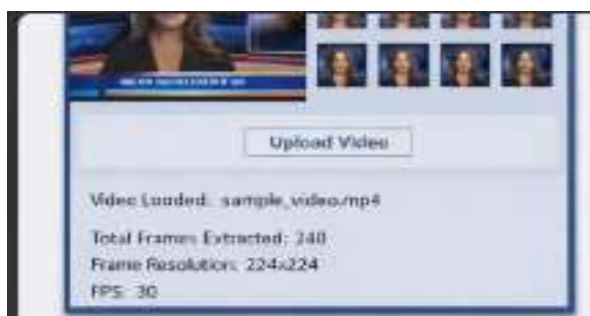 Upload Video
Video Loaded: sample_video.mp4
Total Frames Extracted: 240
Frame Resolution: 224x224
FPS: 30